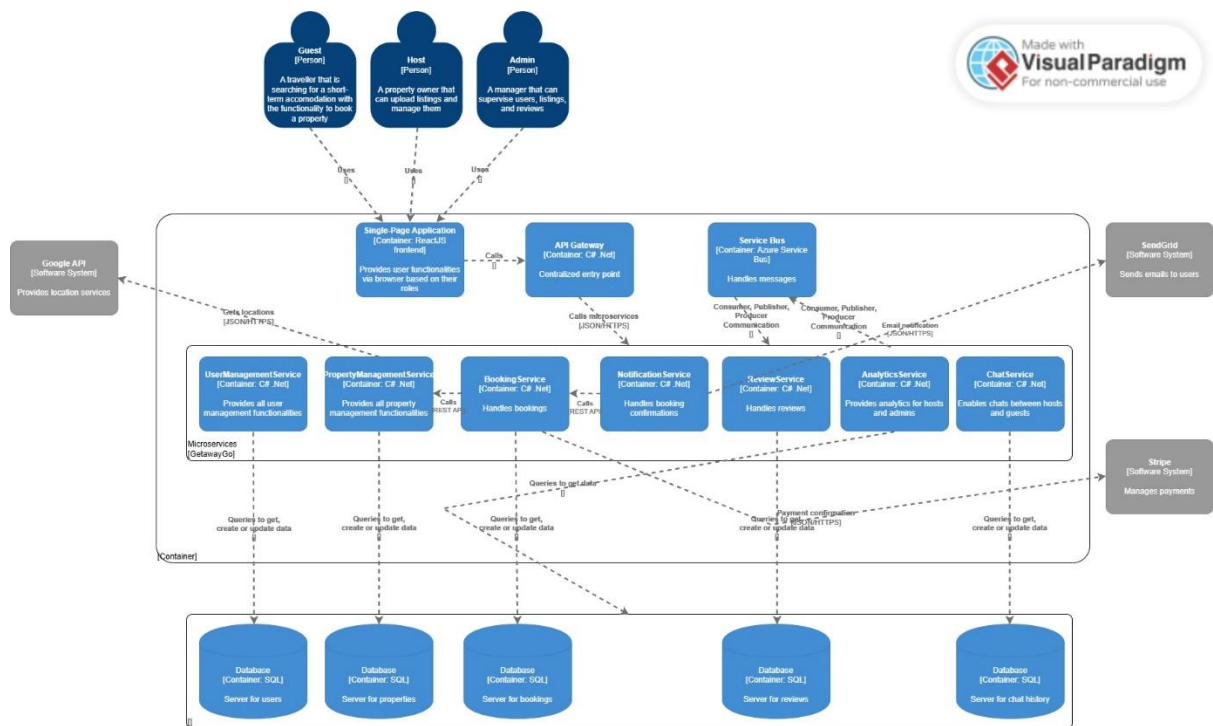 Made with
Visual Paradigm
For non-commercial use
Guest
[Person]
A traveller that is
searching for a short-
term accomodation with
the functionality to book
a property
Host
[Person]
A property owner that
can upload listings and
manage them
Admin
[Person]
A manager that can
supervise users, listings,
and reviews
Uses
[]
Uses
[]
Uses
[]
Single-Page Application
[Container: ReactJS
frontend]
Provides user functionalities
via browser based on their
roles
Calls
[]
API Gateway
[Container: C# .Net]
Contralized entry point
Service Bus
[Container: Azure Service
Bus]
Handles messages
Google API
[Software System]
Provides location services
SendGrid
[Software System]
Sends emails to users
Gets locations
[JSON/HTTPS]
Calls microservices
[JSON/HTTPS]
Consumer, Publisher,
Producer
Communication
[]
Consumer, Publisher,
Producer
Communication
[]
Email notification
[JSON/HTTPS]
UserManagementService
[Container: C# .Net]
Provides all user
management functionalities
PropertyManagementService
[Container: C# .Net]
Provides all property
management functionalities
Calls
[REST API]
BookingService
[Container: C# .Net]
Handles bookings
Calls
[REST API]
NotificationService
[Container: C# .Net]
Handles booking
confirmations
ReviewService
[Container: C# .Net]
Handles reviews
AnalyticsService
[Container: C# .Net]
Provides analytics for hosts
and admins
ChatService
[Container: C# .Net]
Enables chats between hosts
and guests
Microservices
[GetawayGo]
Stripe
[Software System]
Manages payments
Queries to get data
[]
Payment confirmation
[JSON/HTTPS]
Queries to get,
create or update data
[]
Queries to get,
create or update data
[]
Queries to get,
create or update data
[]
Queries to get,
create or update data
[]
Queries to get,
create or update data
[]
[Container]
Database
[Container: SQL]
Server for users
Database
[Container: SQL]
Server for properties
Database
[Container: SQL]
Server for bookings
Database
[Container: SQL]
Server for reviews
Database
[Container: SQL]
Server for chat history
[]